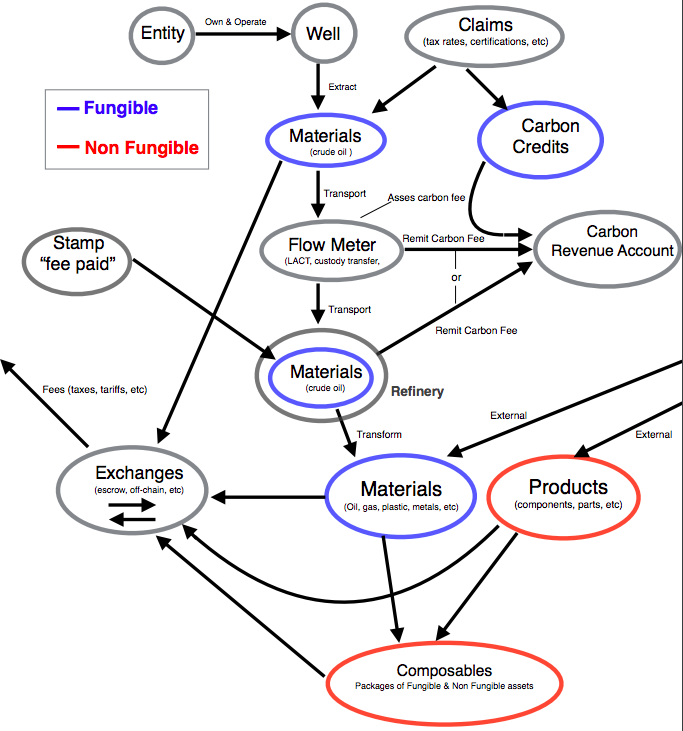 Entity
Own & Operate
Well
Claims
(tax rates, certifications, etc)
Extract
Fungible
Non Fungible
Materials
(crude oil )
Carbon
Credits
Transport
Asses carbon fee
Stamp
“fee paid”
Flow Meter
(LACT, custody transfer,
Remit Carbon Fee
Carbon
Revenue Account
or
Transport
Remit Carbon Fee
Materials
(crude oil)
Refinery
Fees (taxes, tariffs, etc)
External
External
Transform
Exchanges
(escrow, off-chain, etc)
Materials
(Oil, gas, plastic, metals, etc)
Products
(components, parts, etc)
Composables
Packages of Fungible & Non Fungible assets